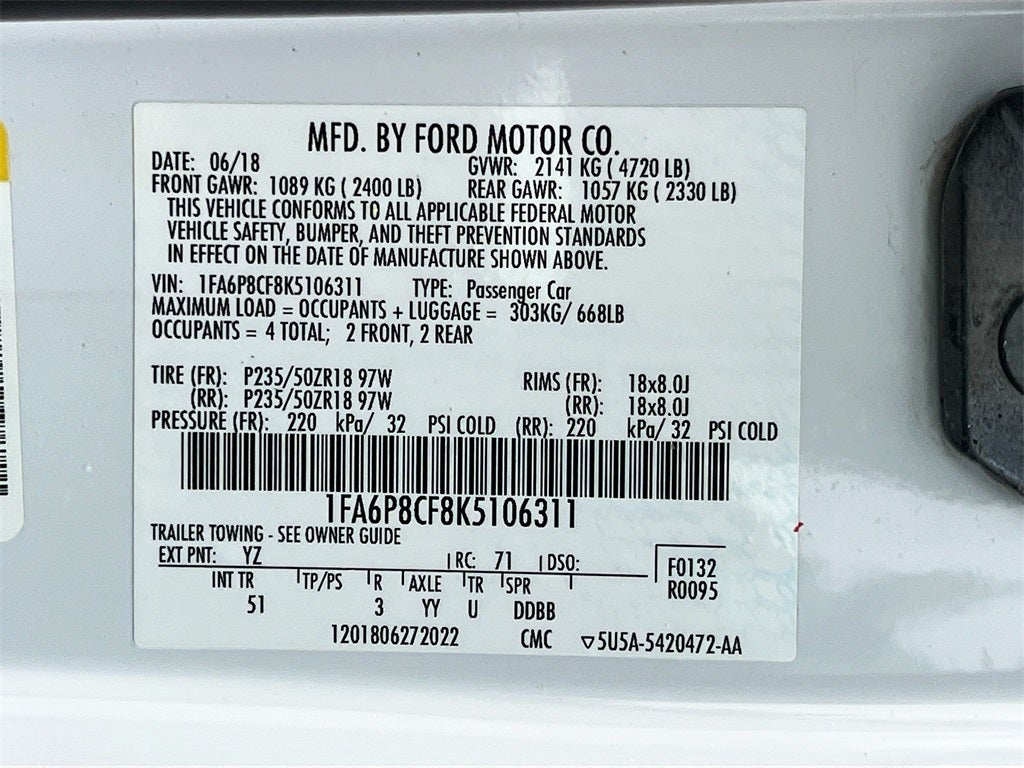 MFD. BY FORD MOTOR CO.
DATE: 06/18 GVWR: 2141 KG ( 4720 LB)
FRONT GAWR: 1089 KG ( 2400 LB) REAR GAWR: 1057 KG ( 2330 LB)
THIS VEHICLE CONFORMS TO ALL APPLICABLE FEDERAL MOTOR
VEHICLE SAFETY, BUMPER, AND THEFT PREVENTION STANDARDS
IN EFFECT ON THE DATE OF MANUFACTURE SHOWN ABOVE.
VIN: 1FA6P8CF8K5106311 TYPE: Passenger Car
MAXIMUM LOAD = OCCUPANTS + LUGGAGE = 303KG/ 668LB
OCCUPANTS = 4 TOTAL; 2 FRONT, 2 REAR
TIRE (FR): P235/50ZR18 97W RIMS (FR): 18x8.0J
(RR): P235/50ZR18 97W (RR): 18x8.0J
PRESSURE (FR): 220 kPa/ 32 PSI COLD (RR): 220 kPa/ 32 PSI COLD
1FA6P8CF8K5106311
TRAILER TOWING - SEE OWNER GUIDE
EXT PNT: YZ RC: 71 DSO: F0132
R0095
INT TR TP/PS R AXLE TR SPR
51 3 YY U DDBB
1201806272022 CMC ▽5U5A-5420472-AA